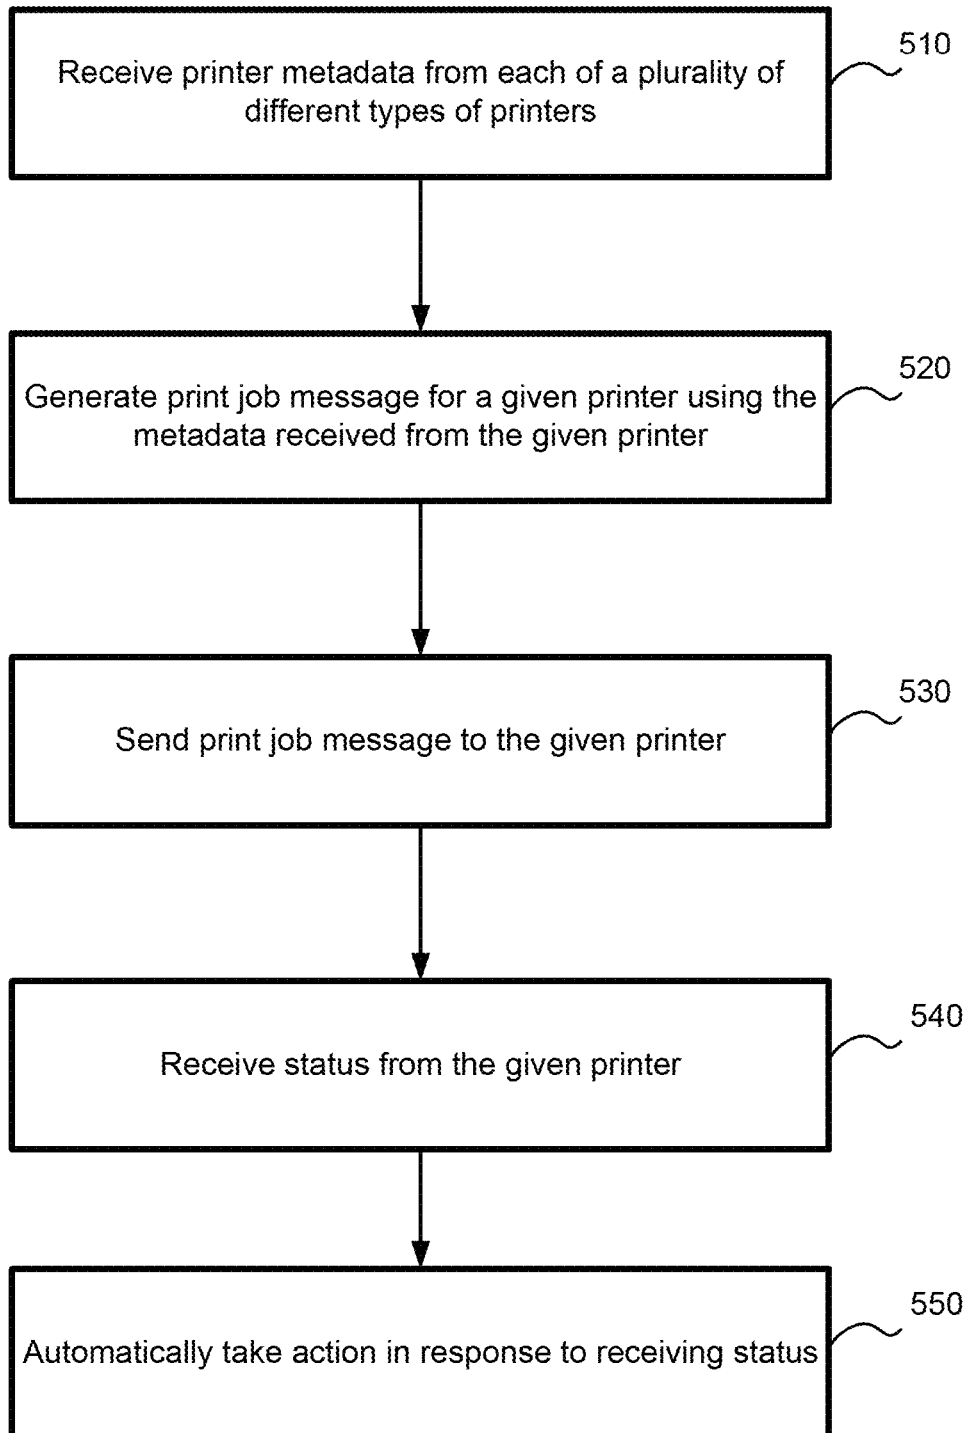 510
Receive printer metadata from each of a plurality of
different types of printers
520
Generate print job message for a given printer using the
metadata received from the given printer
530
Send print job message to the given printer
540
Receive status from the given printer
550
Automatically take action in response to receiving status